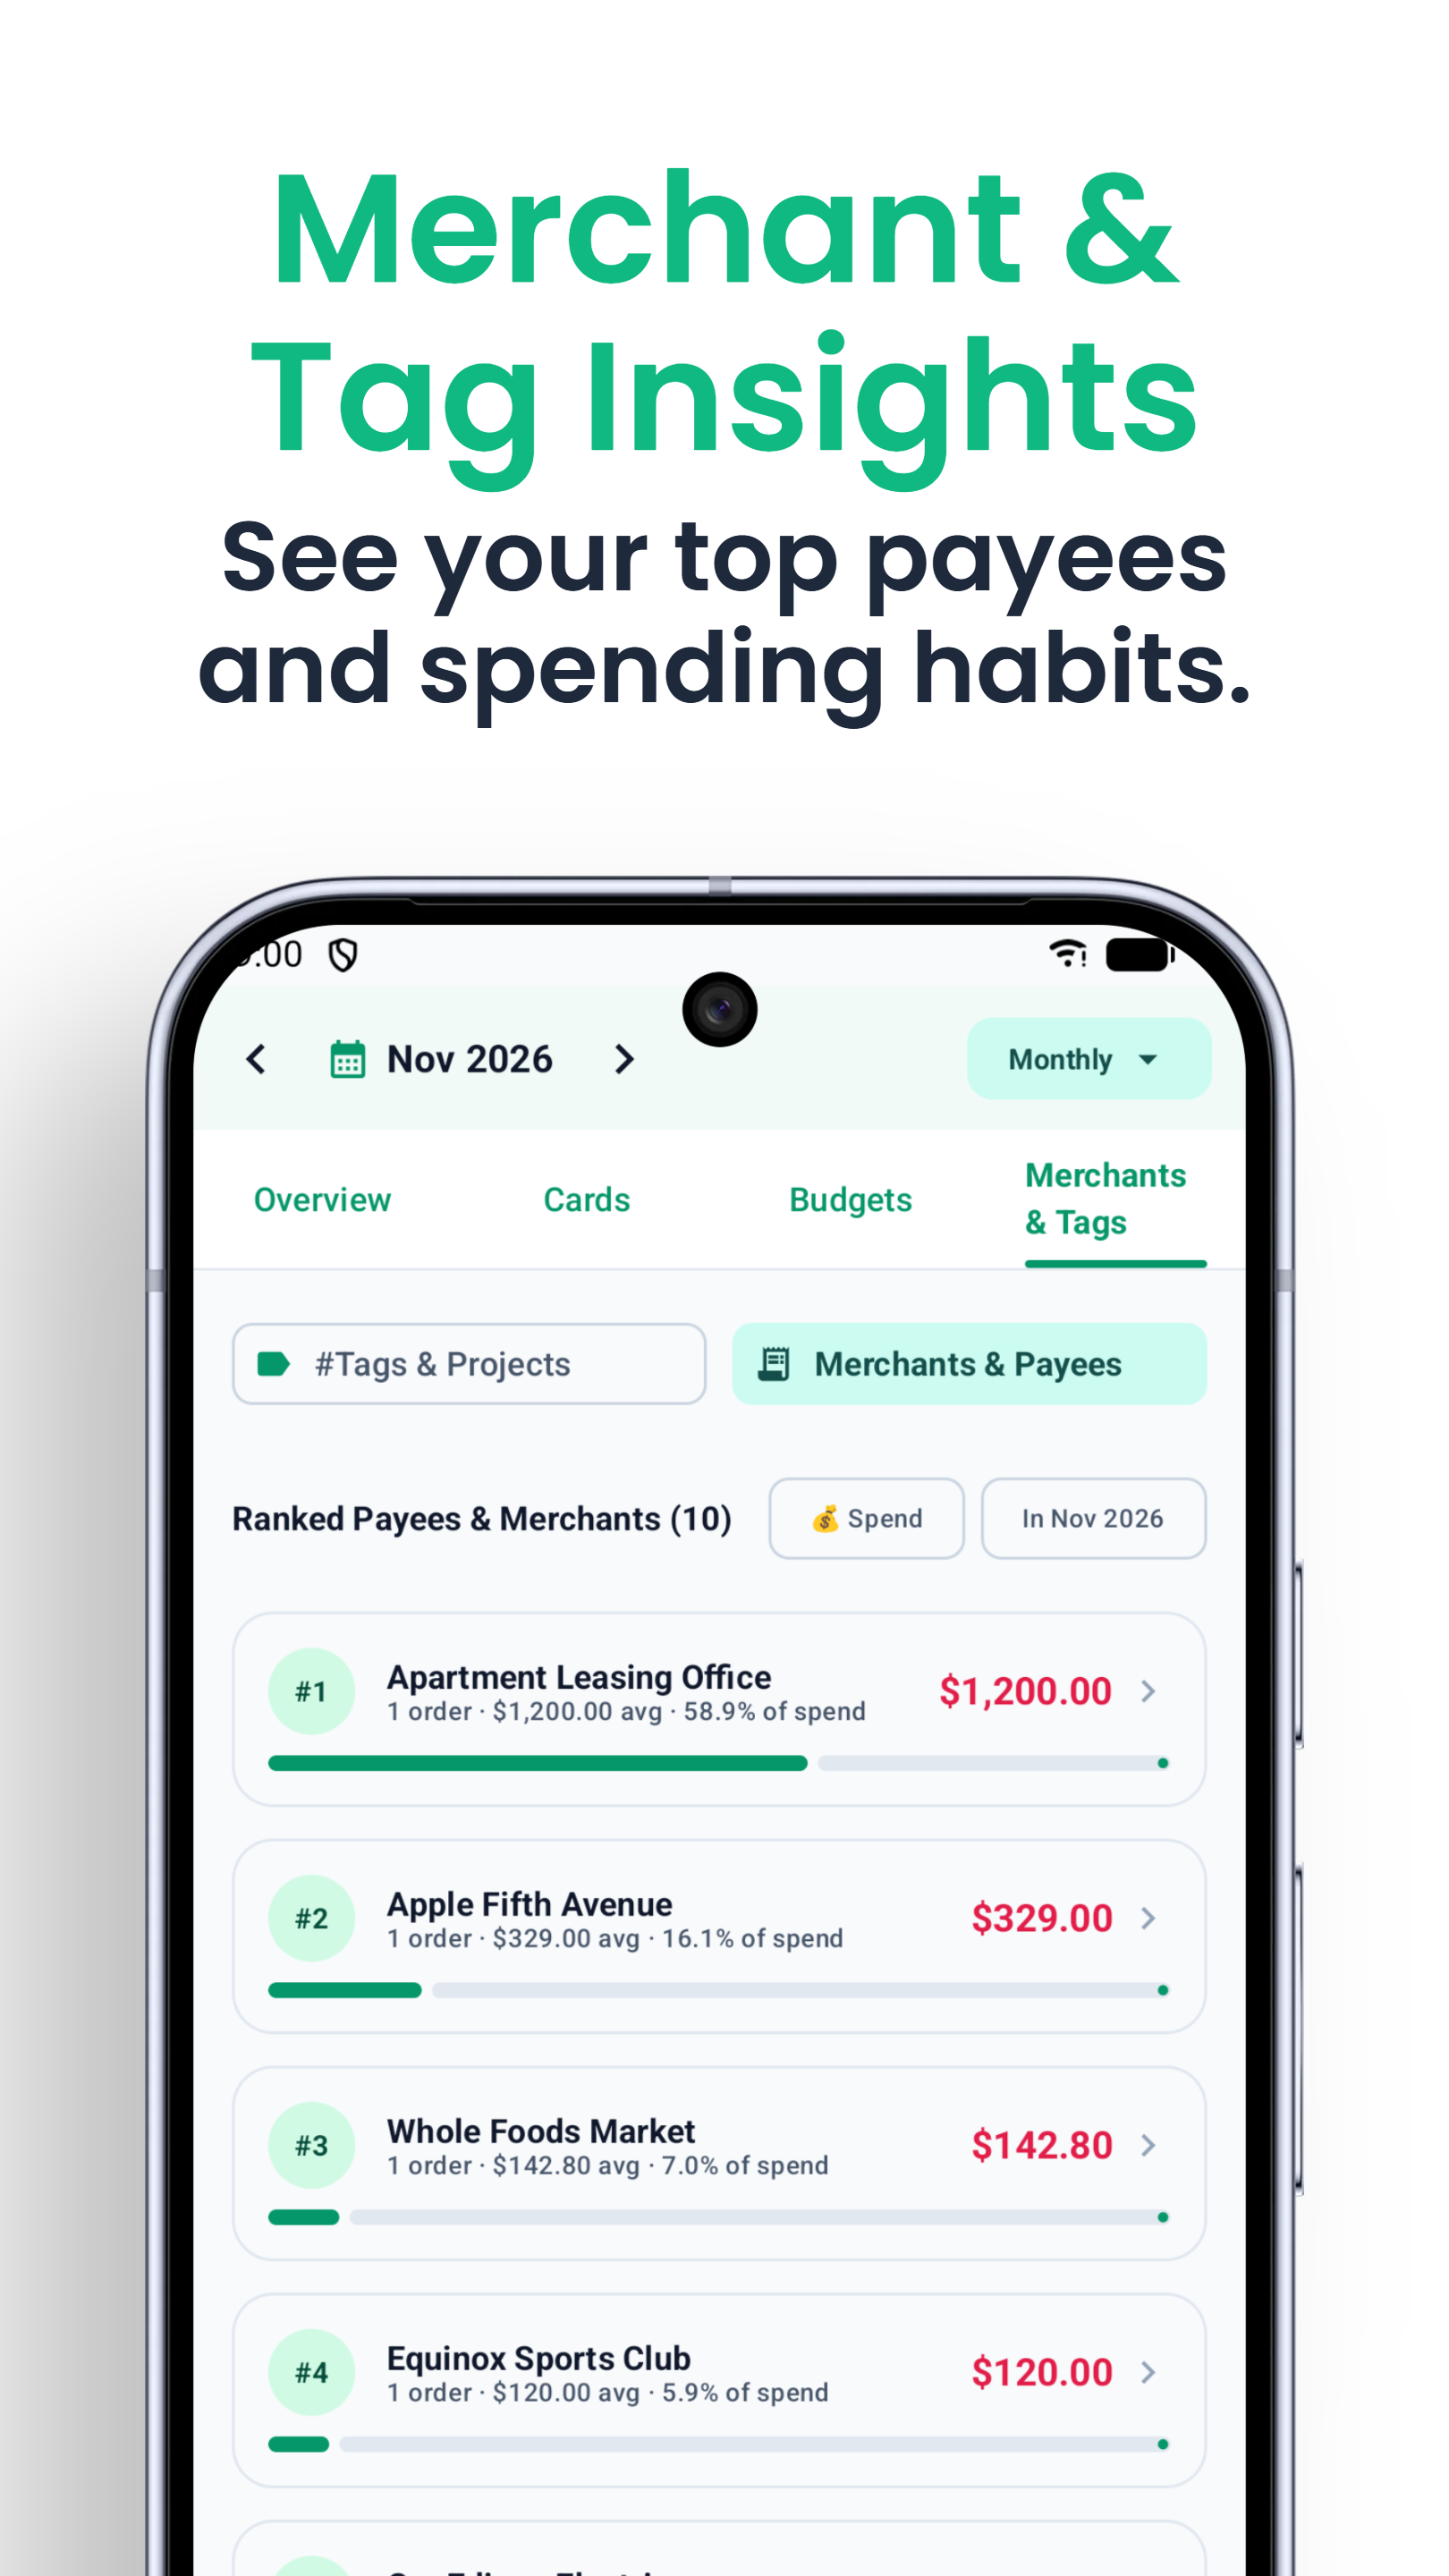 Merchant &
Tag Insights
See your top payees
and spending habits.
:00
Nov 2026
Monthly
Overview
Cards
Budgets
Merchants
& Tags
#Tags & Projects
Merchants & Payees
Ranked Payees & Merchants (10)
💰 Spend
In Nov 2026
#1
Apartment Leasing Office
1 order · $1,200.00 avg · 58.9% of spend
$1,200.00
#2
Apple Fifth Avenue
1 order · $329.00 avg · 16.1% of spend
$329.00
#3
Whole Foods Market
1 order · $142.80 avg · 7.0% of spend
$142.80
#4
Equinox Sports Club
1 order · $120.00 avg · 5.9% of spend
$120.00